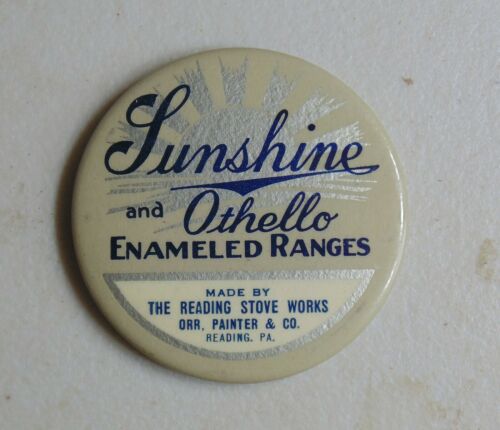 Sunshine
and Othello
ENAMELED RANGES
MADE BY
THE READING STOVE WORKS
ORR, PAINTER & CO.
READING. PA.